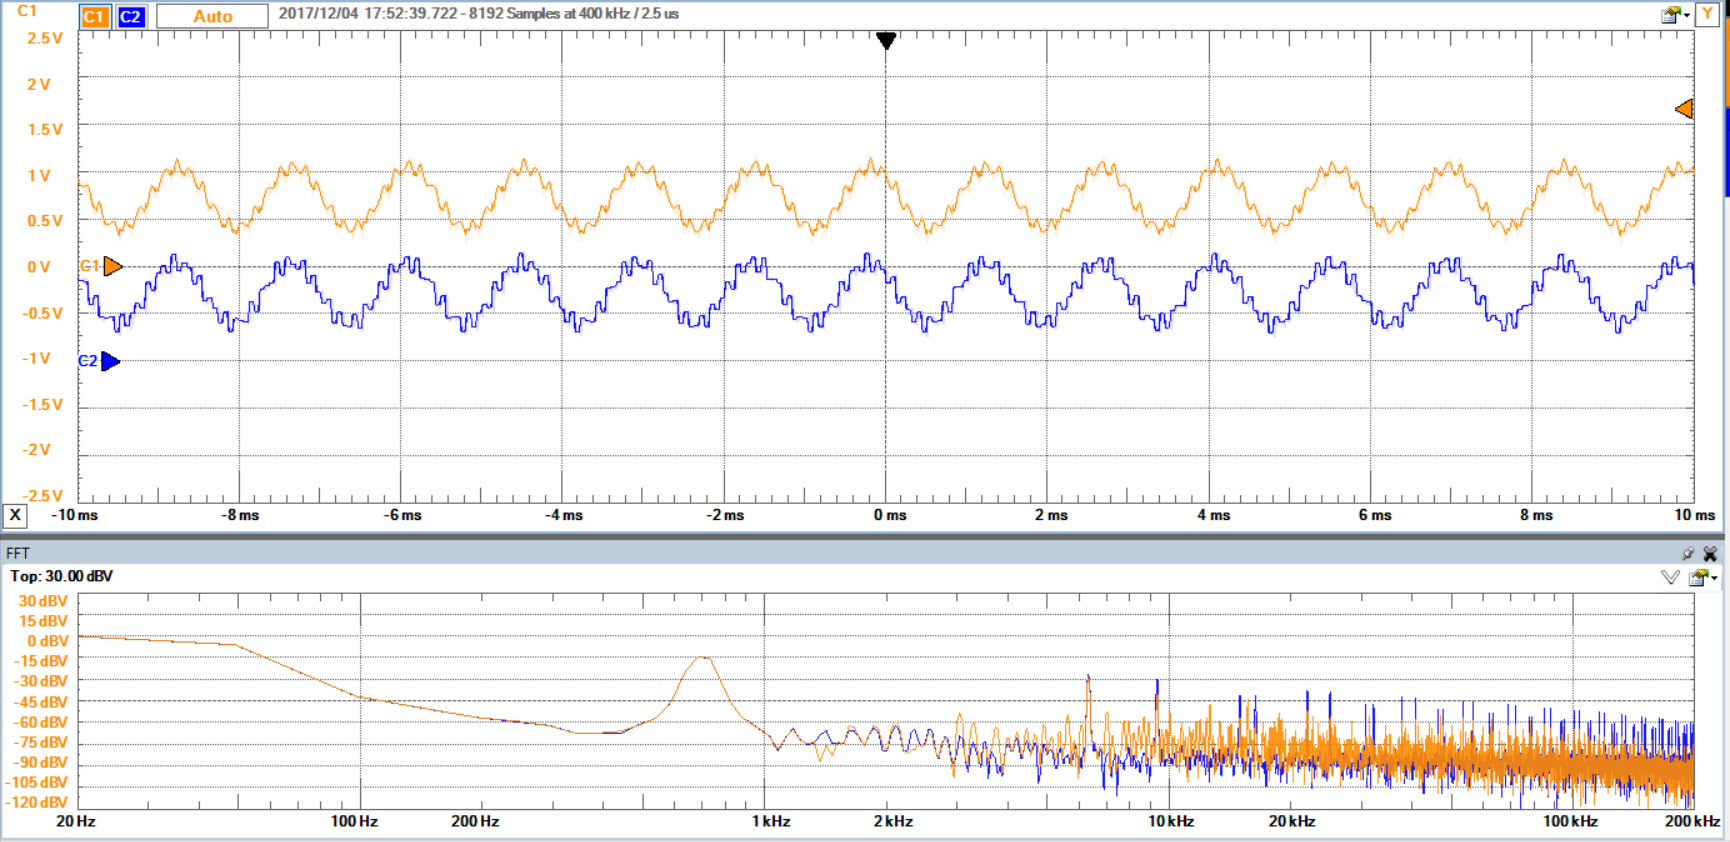 C1
C1 C2 Auto 2017/12/04 17:52:39.722 - 8192 Samples at 400 kHz / 2.5 us Y
2.5 V
2 V
1.5 V
1 V
0.5 V
0 V
C1
-0.5 V
-1 V
C2
-1.5 V
-2 V
-2.5 V
X -10 ms -8 ms -6 ms -4 ms -2 ms 0 ms 2 ms 4 ms 6 ms 8 ms 10 ms
FFT
Top: 30.00 dBV
30 dBV
15 dBV
0 dBV
-15 dBV
-30 dBV
-45 dBV
-60 dBV
-75 dBV
-90 dBV
-105 dBV
-120 dBV
20 Hz 100 Hz 200 Hz 1 kHz 2 kHz 10 kHz 20 kHz 100 kHz 200 kHz